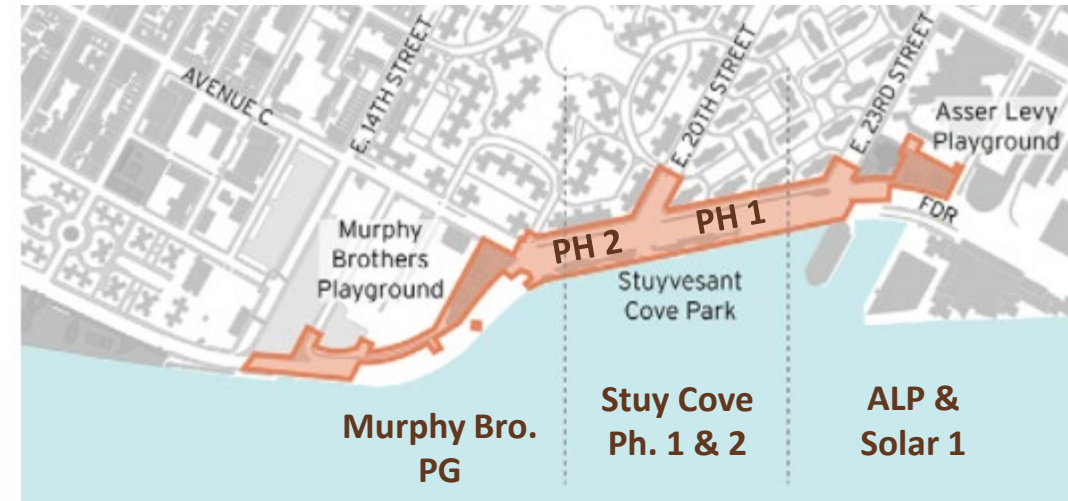 AVENUE C
E. 14TH STREET
E. 20TH STREET
E. 23RD STREET
Asser Levy
Playground
FDR
PH 1
PH 2
Murphy
Brothers
Playground
Stuyvesant
Cove Park
Murphy Bro.
PG
Stuy Cove
Ph. 1 & 2
ALP &
Solar 1